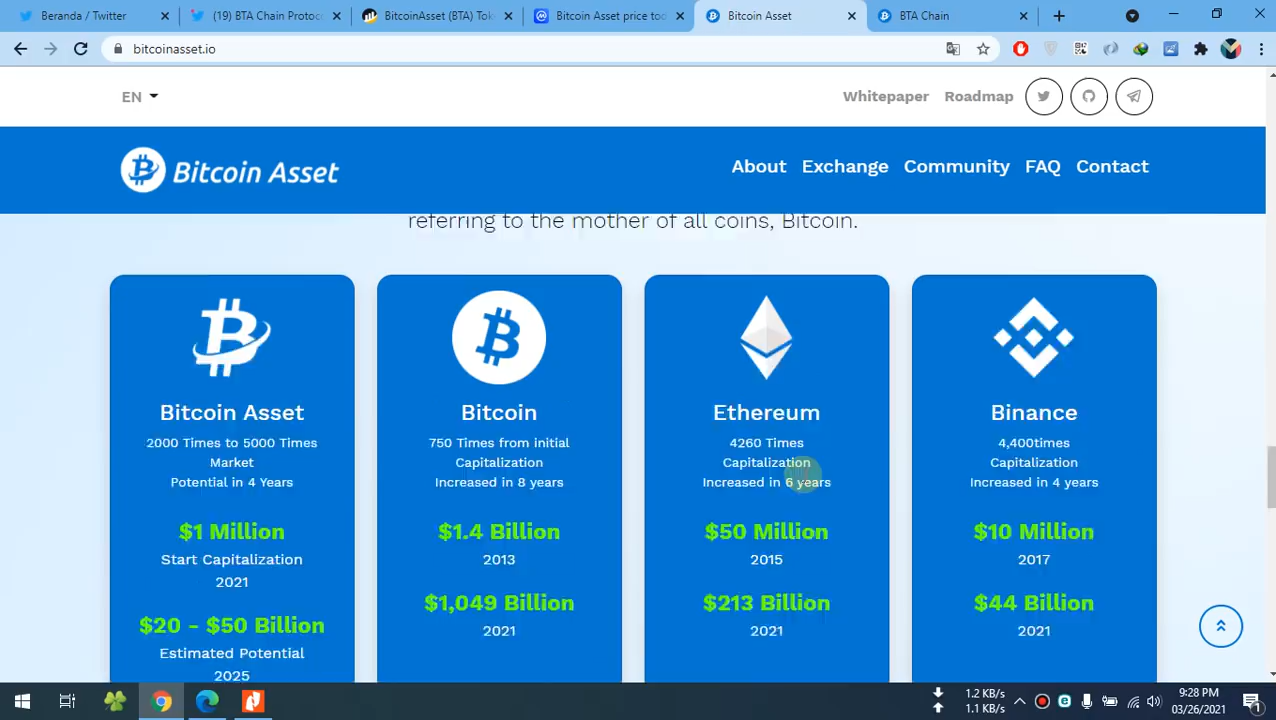 Beranda / Twitter
(19) BTA Chain Protoc
BitcoinAsset (BTA) Tok
Bitcoin Asset price too
Bitcoin Asset
BTA Chain
bitcoinasset.io
EN
Whitepaper Roadmap
Bitcoin Asset
About Exchange Community FAQ Contact
referring to the mother of all coins, Bitcoin.
Bitcoin Asset
2000 Times to 5000 Times
Market
Potential in 4 Years
$1 Million
Start Capitalization
2021
$20 - $50 Billion
Estimated Potential
2025
Bitcoin
750 Times from initial
Capitalization
Increased in 8 years
$1.4 Billion
2013
$1,049 Billion
2021
Ethereum
4260 Times
Capitalization
Increased in 6 years
$50 Million
2015
$213 Billion
2021
Binance
4,400times
Capitalization
Increased in 4 years
$10 Million
2017
$44 Billion
2021
1.2 KB/s
1.1 KB/s
9:28 PM
03/26/2021
1